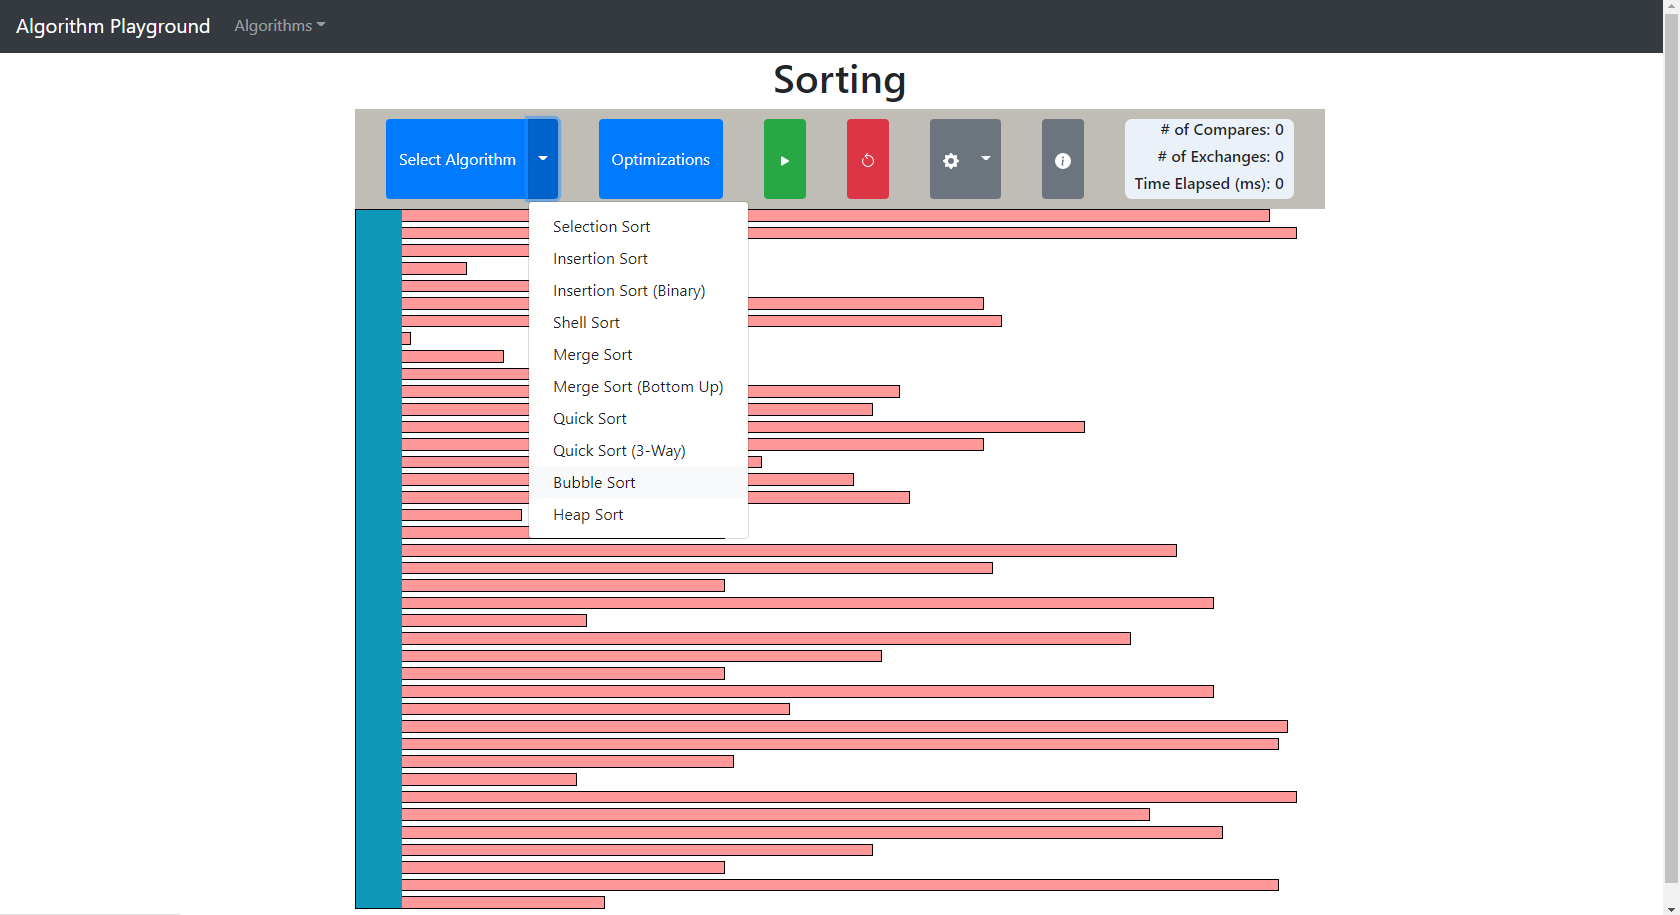 Algorithm Playground Algorithms
Sorting
Select Algorithm
Optimizations
# of Compares: 0
# of Exchanges: 0
Time Elapsed (ms): 0
Selection Sort
Insertion Sort
Insertion Sort (Binary)
Shell Sort
Merge Sort
Merge Sort (Bottom Up)
Quick Sort
Quick Sort (3-Way)
Bubble Sort
Heap Sort